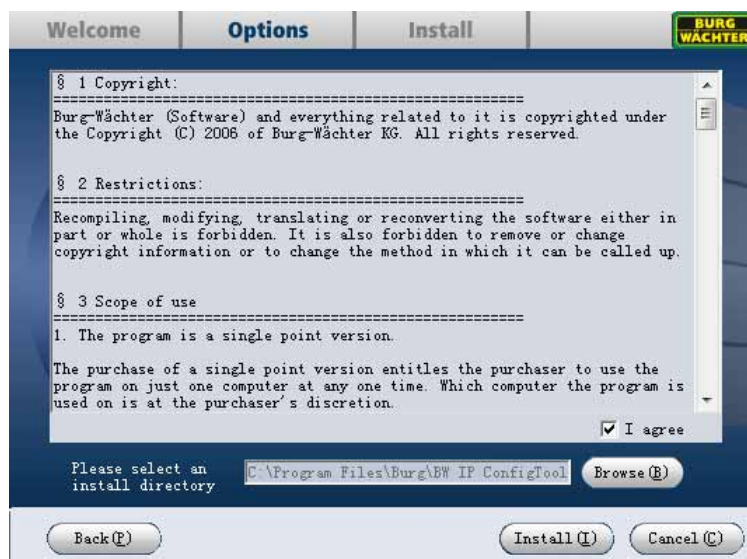 Welcome
Options
Install
BURG
WÄCHTER
§ 1 Copyright:
====================================================
Burg-Wächter (Software) and everything related to it is copyrighted under
the Copyright (C) 2006 of Burg-Wächter KG. All rights reserved.
§ 2 Restrictions:
====================================================
Recompiling, modifying, translating or reconverting the software either in
part or whole is forbidden. It is also forbidden to remove or change
copyright information or to change the method in which it can be called up.
§ 3 Scope of use
====================================================
1. The program is a single point version.
The purchase of a single point version entitles the purchaser to use the
program on just one computer at any one time. Which computer the program is
used on is at the purchaser's discretion.
I agree
Please select an
install directory
C:\Program Files\Burg\BW IP ConfigTool
Browse(B)
Back(P)
Install(I)
Cancel(C)